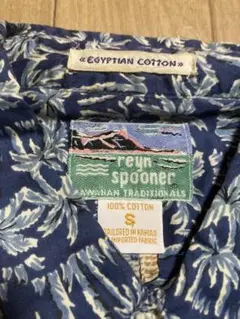 «EGYPTIAN COTTON»
reyn
spooner
HAWAIIAN TRADITIONALS
100% COTTON
S
TAILORED IN HAWAII
IMPORTED FABRIC